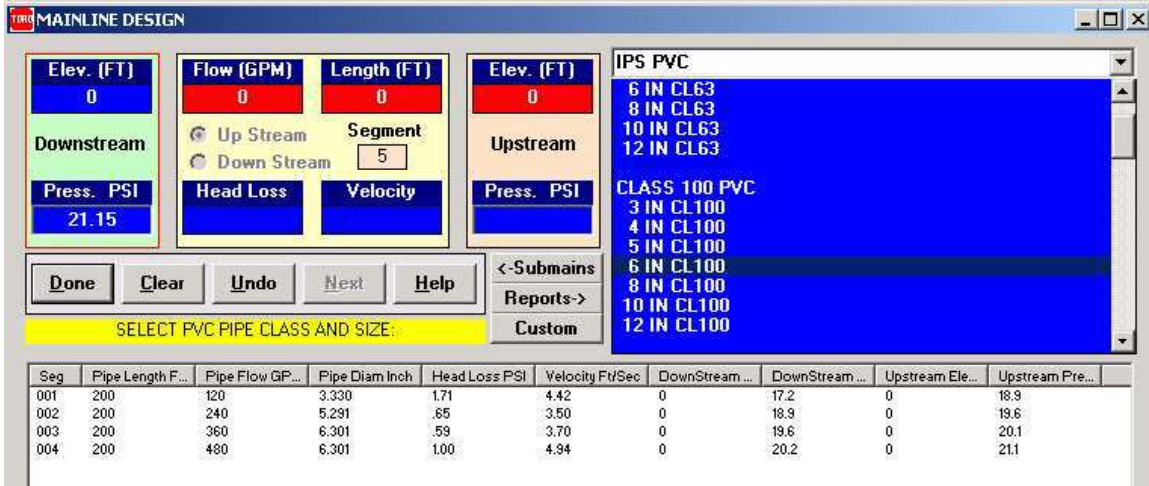 TORO MAINLINE DESIGN
Elev. (FT)
0
Downstream
Press. PSI
21.15
Flow (GPM) Length (FT)
0 0
Up Stream
Down Stream
Segment
5
Head Loss Velocity
Elev. (FT)
0
Upstream
Press. PSI
Done Clear Undo Next Help
<-Submains
Reports->
Custom
SELECT PVC PIPE CLASS AND SIZE:
IPS PVC
6 IN CL63
8 IN CL63
10 IN CL63
12 IN CL63
CLASS 100 PVC
3 IN CL100
4 IN CL100
5 IN CL100
6 IN CL100
8 IN CL100
10 IN CL100
12 IN CL100
Seg Pipe Length F... Pipe Flow GP... Pipe Diam Inch Head Loss PSI Velocity Ft/Sec DownStream ... DownStream ... Upstream Ele... Upstream Pre...
001 200 120 3.330 1.71 4.42 0 17.2 0 18.9
002 200 240 5.291 .65 3.50 0 18.9 0 19.6
003 200 360 6.301 .59 3.70 0 19.6 0 20.1
004 200 480 6.301 1.00 4.94 0 20.2 0 21.1